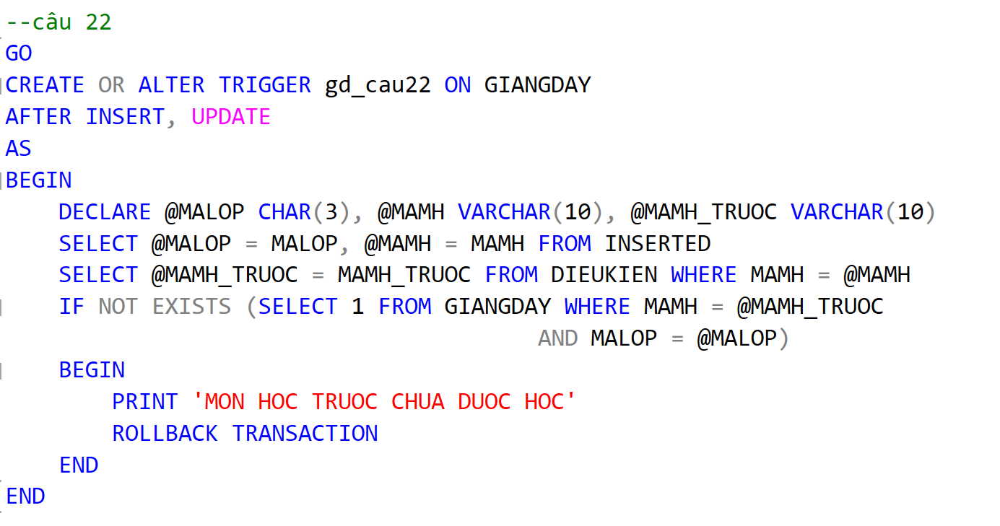 --câu 22
GO
CREATE OR ALTER TRIGGER gd_cau22 ON GIANGDAY
AFTER INSERT, UPDATE
AS
BEGIN
    DECLARE @MALOP CHAR(3), @MAMH VARCHAR(10), @MAMH_TRUOC VARCHAR(10)
    SELECT @MALOP = MALOP, @MAMH = MAMH FROM INSERTED
    SELECT @MAMH_TRUOC = MAMH_TRUOC FROM DIEUKIEN WHERE MAMH = @MAMH
    IF NOT EXISTS (SELECT 1 FROM GIANGDAY WHERE MAMH = @MAMH_TRUOC
                                        AND MALOP = @MALOP)
    BEGIN
        PRINT 'MON HOC TRUOC CHUA DUOC HOC'
        ROLLBACK TRANSACTION
    END
END